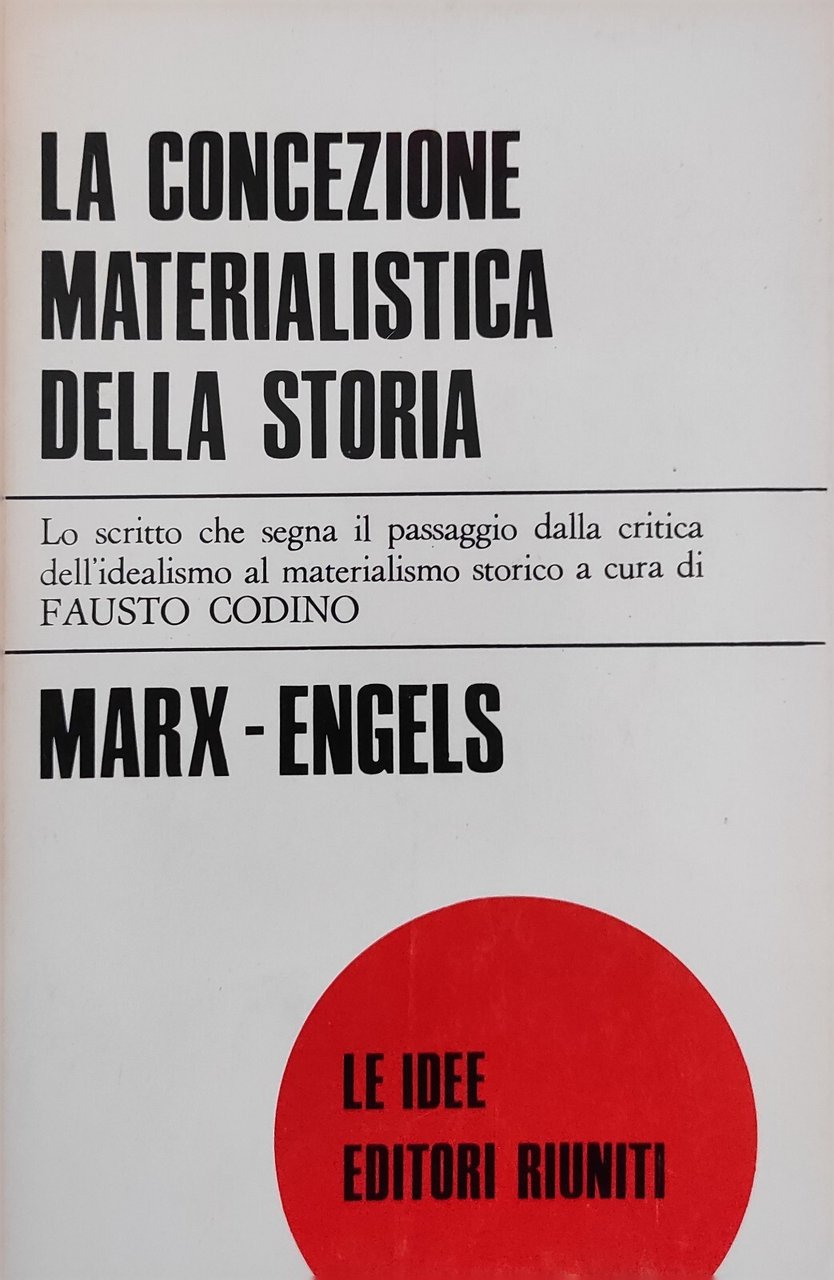 LA CONCEZIONE
MATERIALISTICA
DELLA STORIA
Lo scritto che segna il passaggio dalla critica
dell'idealismo al materialismo storico a cura di
FAUSTO CODINO
MARX-ENGELS
LE IDEE
EDITORI RIUNITI